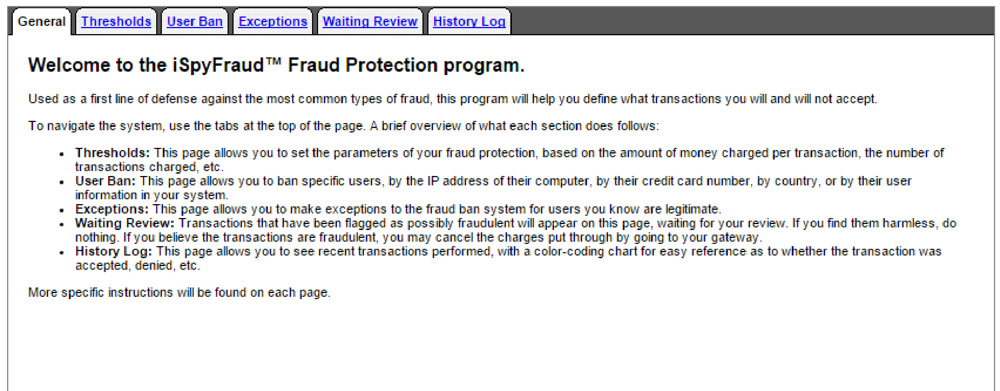 General Thresholds User Ban Exceptions Waiting Review History Log
Welcome to the iSpyFraud™ Fraud Protection program.
Used as a first line of defense against the most common types of fraud, this program will help you define what transactions you will and will not accept.
To navigate the system, use the tabs at the top of the page. A brief overview of what each section does follows:
• Thresholds: This page allows you to set the parameters of your fraud protection, based on the amount of money charged per transaction, the number of
transactions charged, etc.
• User Ban: This page allows you to ban specific users, by the IP address of their computer, by their credit card number, by country, or by their user
information in your system.
• Exceptions: This page allows you to make exceptions to the fraud ban system for users you know are legitimate.
• Waiting Review: Transactions that have been flagged as possibly fraudulent will appear on this page, waiting for your review. If you find them harmless, do
nothing. If you believe the transactions are fraudulent, you may cancel the charges put through by going to your gateway.
• History Log: This page allows you to see recent transactions performed, with a color-coding chart for easy reference as to whether the transaction was
accepted, denied, etc.
More specific instructions will be found on each page.